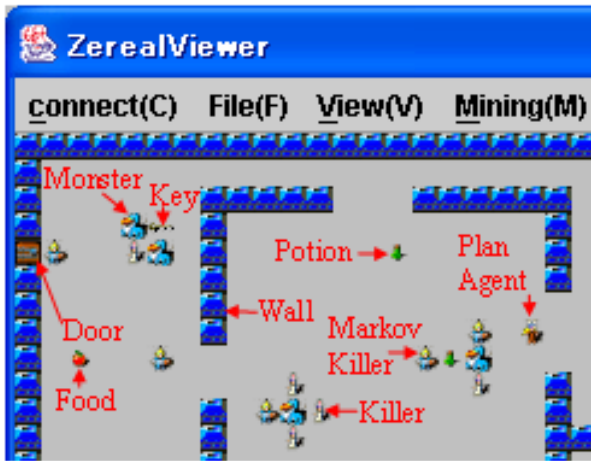 ZerealViewer
connect(C) File(F) View(V) Mining(M)
Monster
Key
Potion
Plan
Agent
Door
Wall
Markov
Killer
Food
Killer